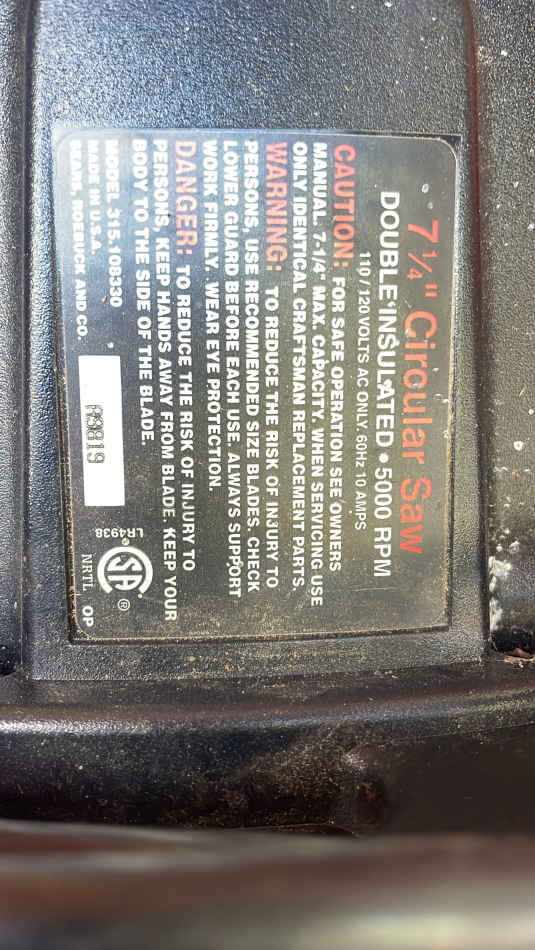 7 1/4" Circular Saw
DOUBLE INSULATED • 5000 RPM
110/120 VOLTS AC ONLY, 60Hz 10 AMPS
CAUTION: FOR SAFE OPERATION SEE OWNERS
MANUAL. 7-1/4" MAX. CAPACITY. WHEN SERVICING USE
ONLY IDENTICAL CRAFTSMAN REPLACEMENT PARTS.
WARNING: TO REDUCE THE RISK OF INJURY TO
PERSONS, USE RECOMMENDED SIZE BLADES. CHECK
LOWER GUARD BEFORE EACH USE. ALWAYS SUPPORT
WORK FIRMLY. WEAR EYE PROTECTION.
DANGER: TO REDUCE THE RISK OF INJURY TO
PERSONS, KEEP HANDS AWAY FROM BLADE. KEEP YOUR
BODY TO THE SIDE OF THE BLADE.
MODEL 315.108330
MADE IN U.S.A.
SEARS, ROEBUCK AND CO.
LR4938
SA ®
NRTL OP